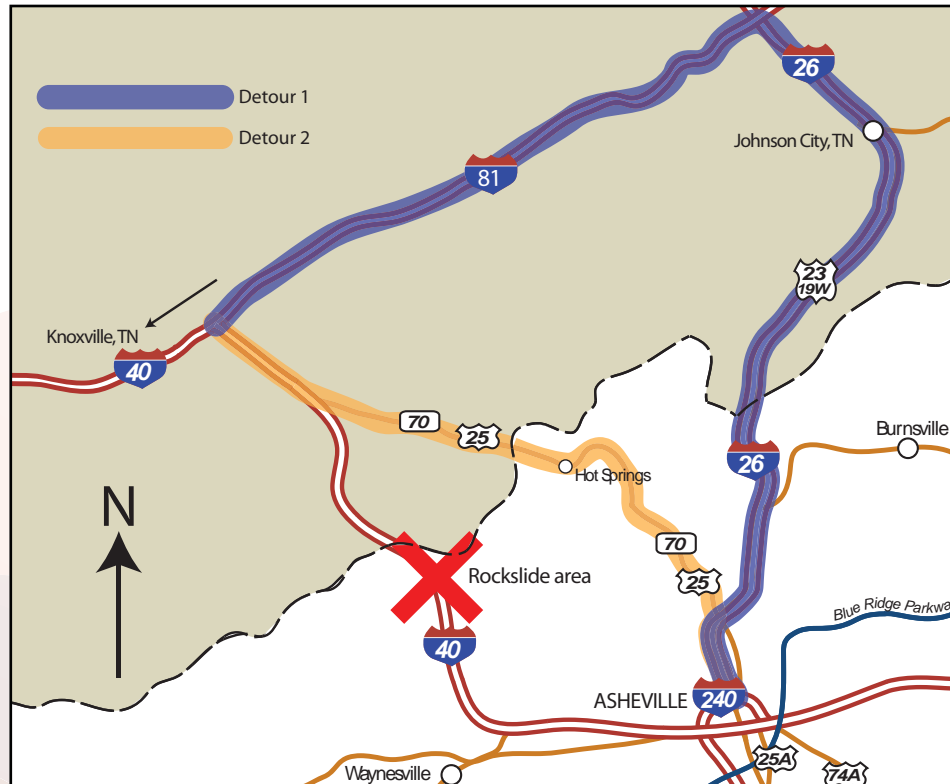 26
Detour 1
Detour 2
Johnson City, TN
81
23
19W
Knoxville, TN
40
70
25
Burnsville
26
Hot Springs
N
70
Rockslide area
25
Blue Ridge Parkwa
40
ASHEVILLE
240
25A
Waynesville
74A